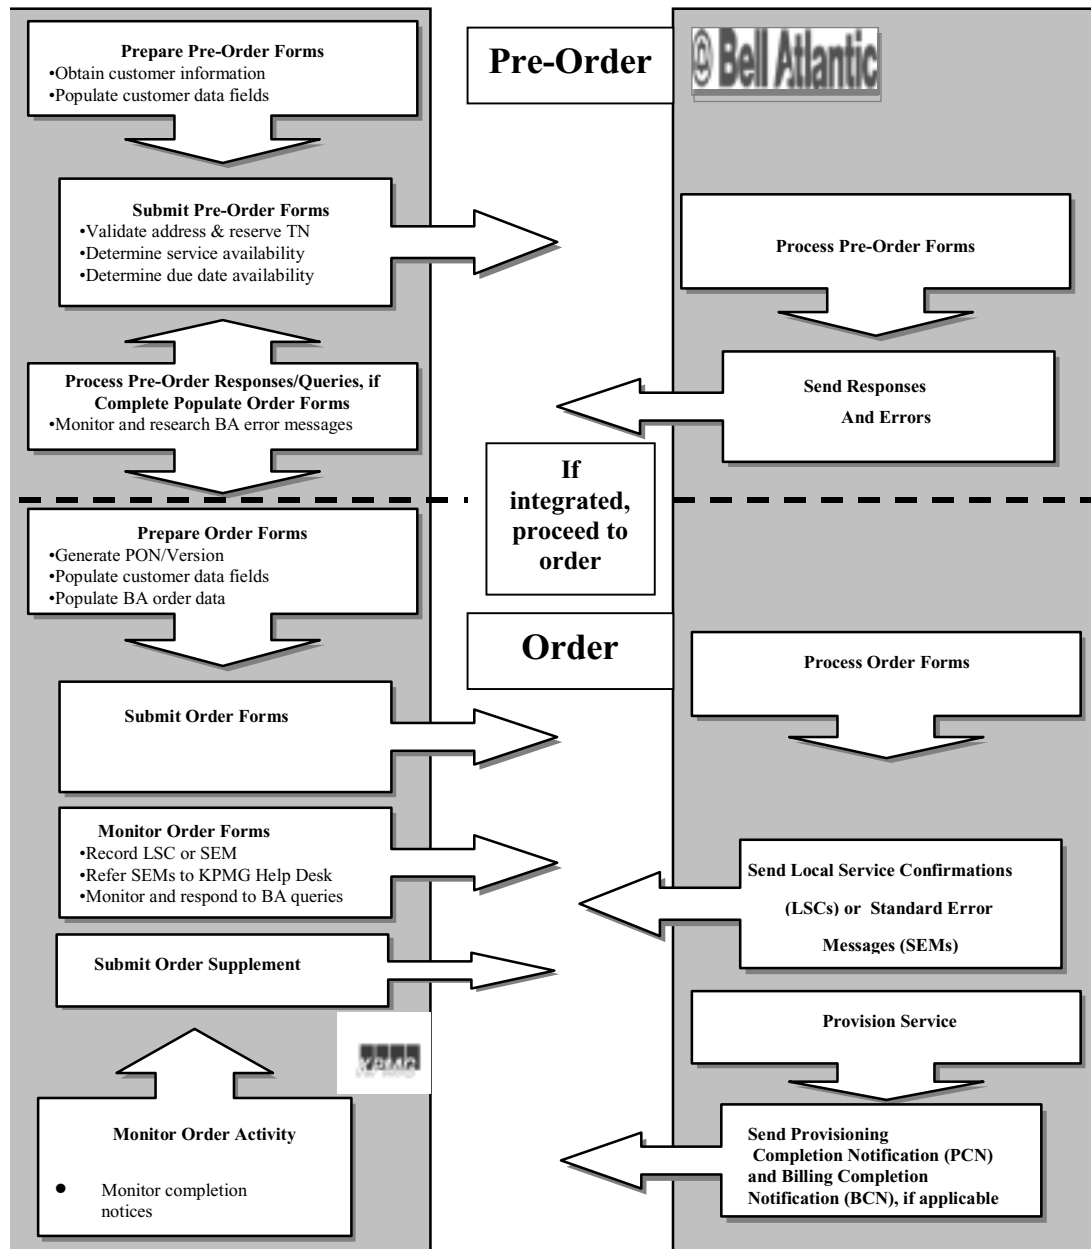 Prepare Pre-Order Forms
•Obtain customer information
•Populate customer data fields
Pre-Order
Bell Atlantic
Submit Pre-Order Forms
•Validate address & reserve TN
•Determine service availability
•Determine due date availability
Process Pre-Order Forms
Process Pre-Order Responses/Queries, if
Complete Populate Order Forms
•Monitor and research BA error messages
Send Responses
And Errors
If
integrated,
proceed to
order
Prepare Order Forms
•Generate PON/Version
•Populate customer data fields
•Populate BA order data
Order
Process Order Forms
Submit Order Forms
Monitor Order Forms
•Record LSC or SEM
•Refer SEMs to KPMG Help Desk
•Monitor and respond to BA queries
Send Local Service Confirmations
(LSCs) or Standard Error
Messages (SEMs)
Submit Order Supplement
Provision Service
KPMG
Monitor Order Activity
• Monitor completion
notices
Send Provisioning
Completion Notification (PCN)
and Billing Completion
Notification (BCN), if applicable